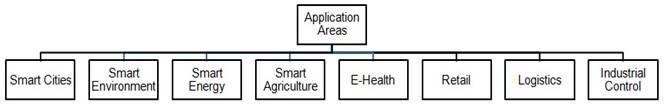 Application
Areas
Smart Cities
Smart
Environment
Smart
Energy
Smart
Agriculture
E-Health
Retail
Logistics
Industrial
Control